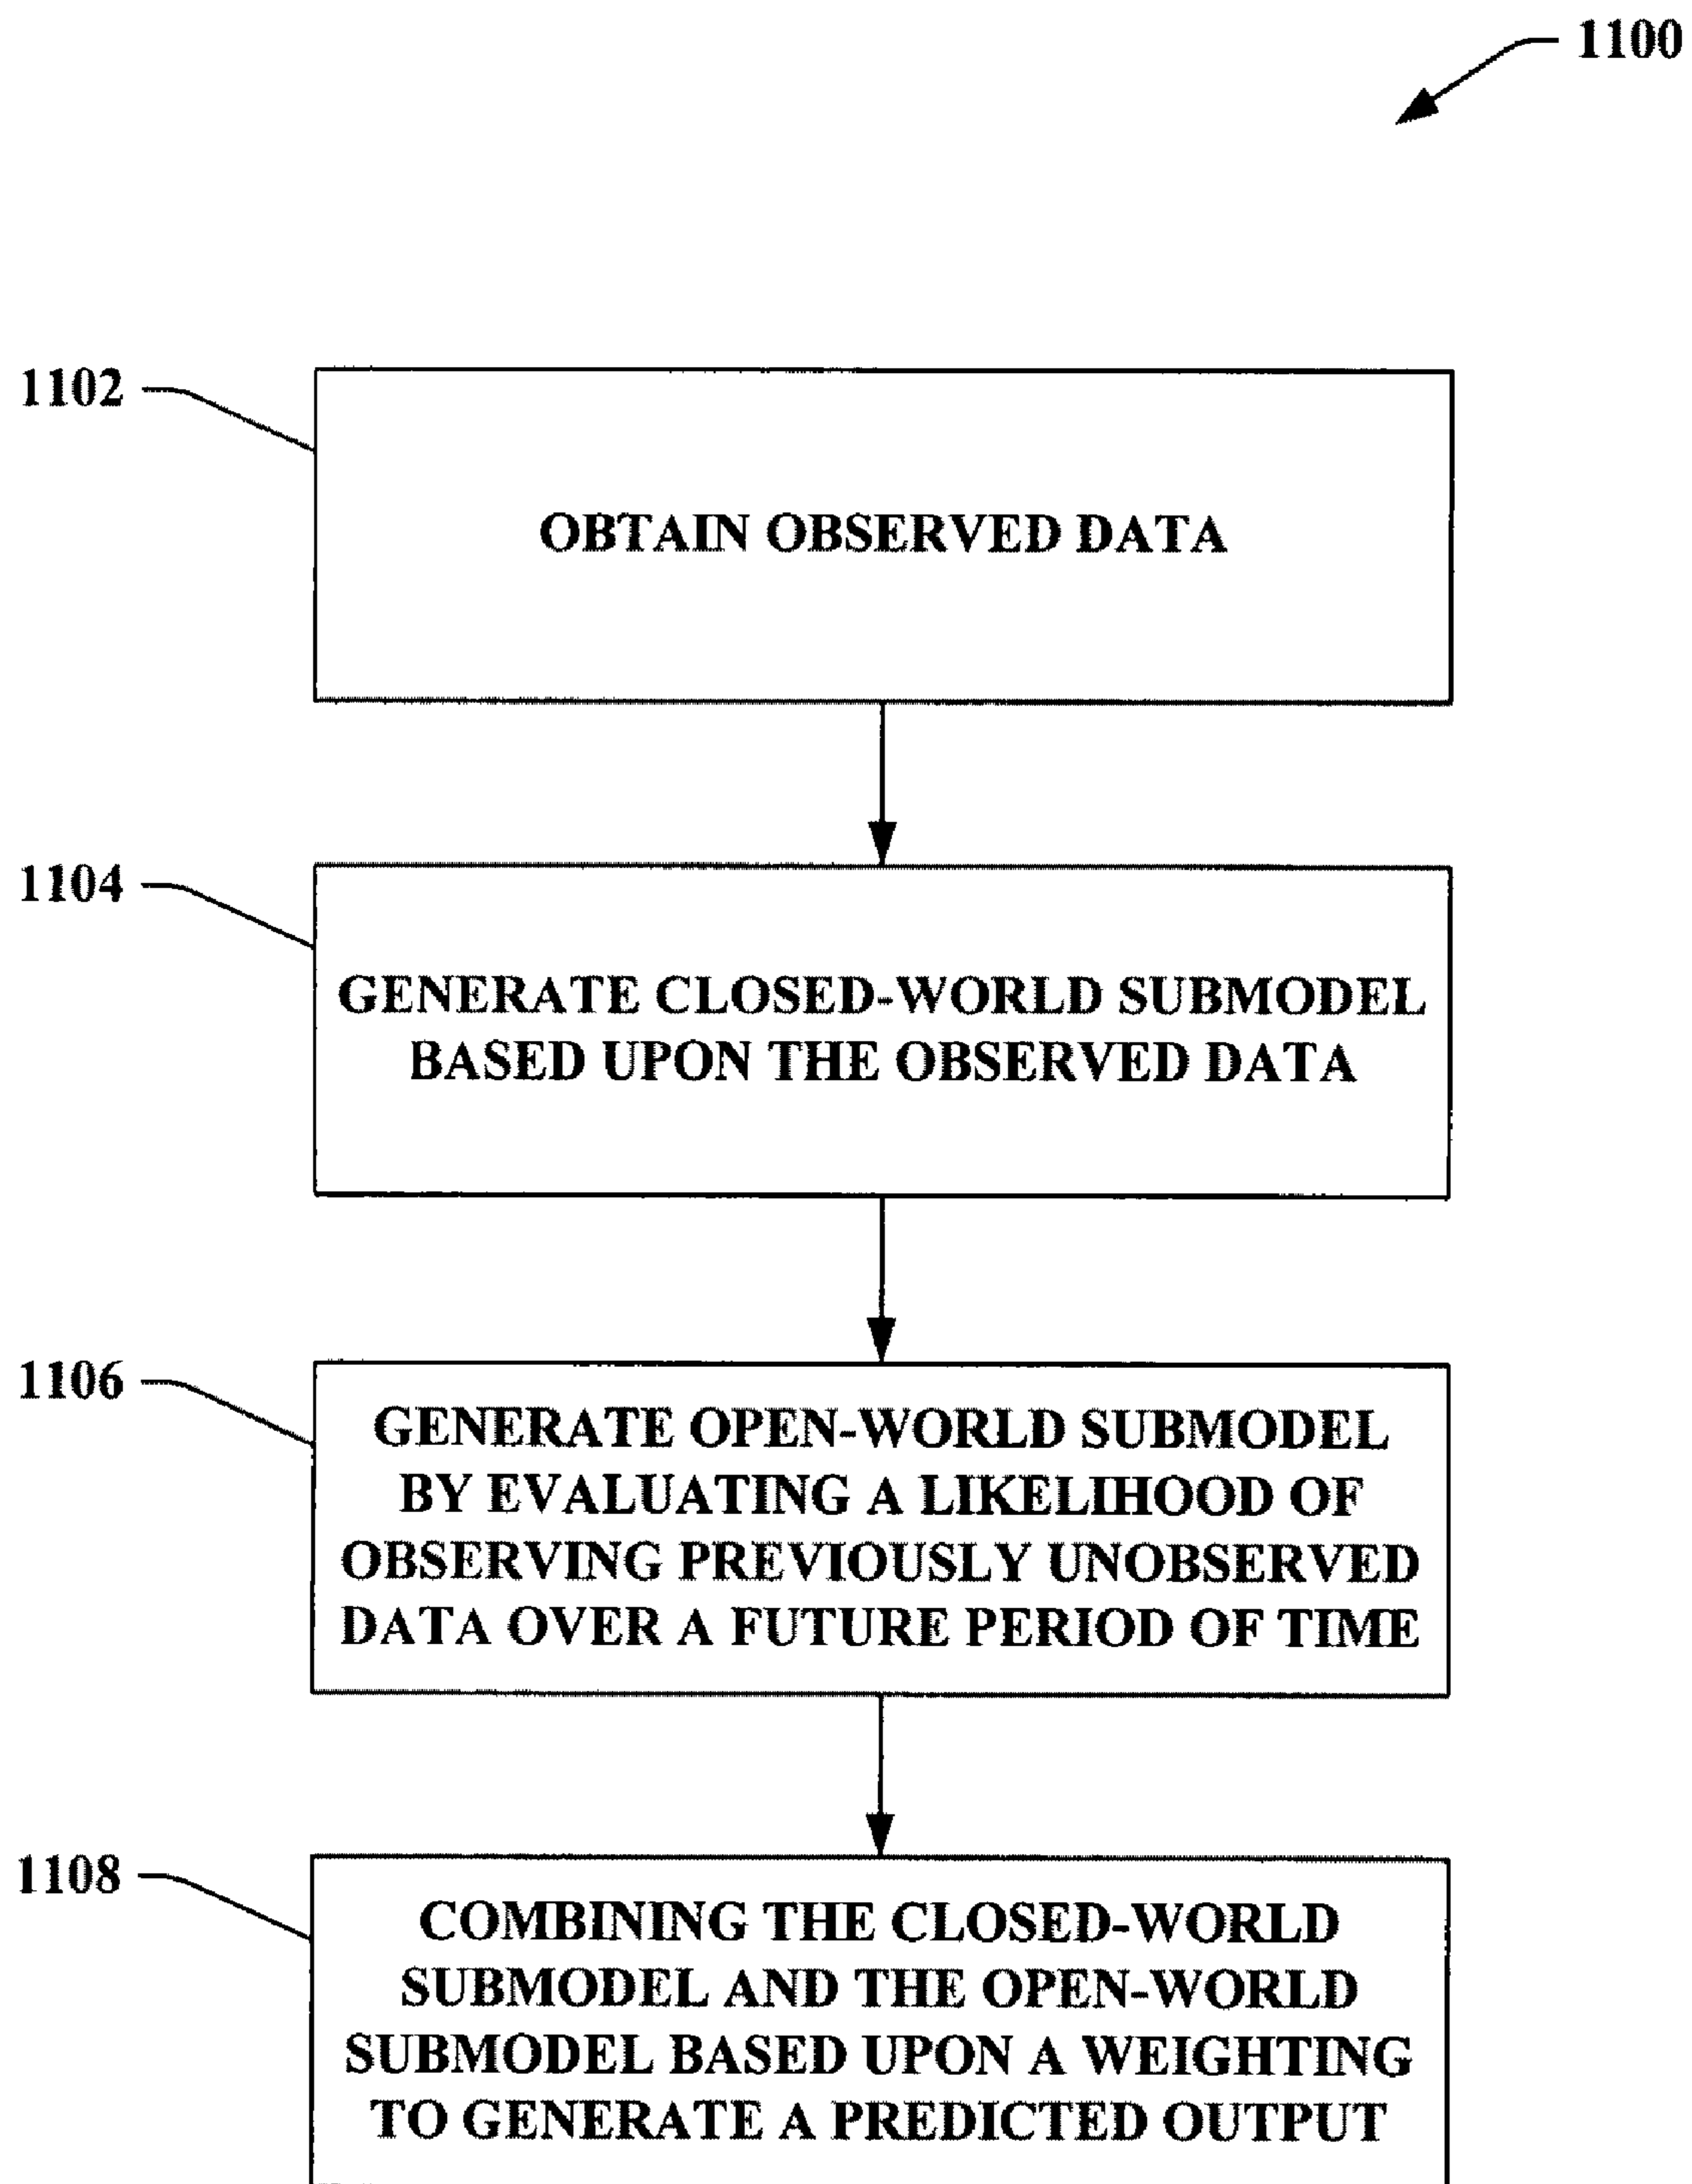 1100
1102
OBTAIN OBSERVED DATA
1104
GENERATE CLOSED-WORLD SUBMODEL
BASED UPON THE OBSERVED DATA
1106
GENERATE OPEN-WORLD SUBMODEL
BY EVALUATING A LIKELIHOOD OF
OBSERVING PREVIOUSLY UNOBSERVED
DATA OVER A FUTURE PERIOD OF TIME
1108
COMBINING THE CLOSED-WORLD
SUBMODEL AND THE OPEN-WORLD
SUBMODEL BASED UPON A WEIGHTING
TO GENERATE A PREDICTED OUTPUT